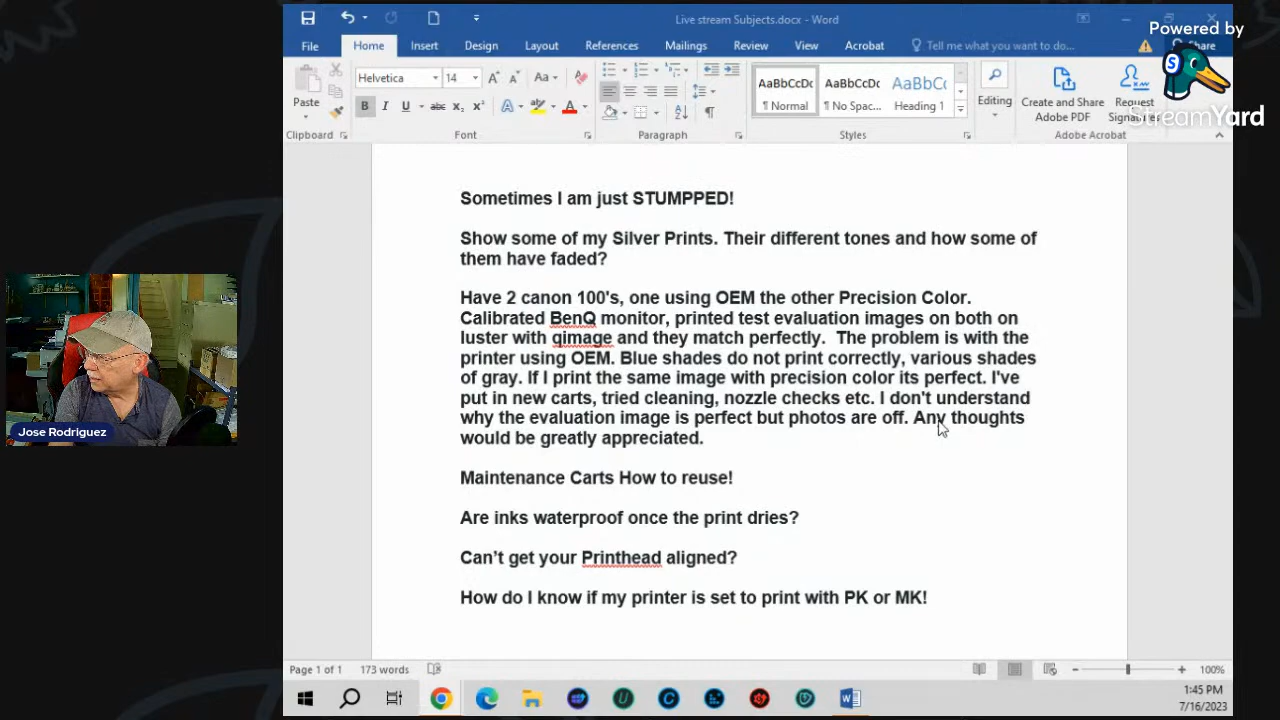 Live stream Subjects.docx - Word
Powered by
StreamYard
File Home Insert Design Layout References Mailings Review View Acrobat Tell me what you want to do... Share
Paste
Helvetica 14
AaBbCcDc AaBbCcDc AaBbC
¶ Normal ¶ No Spac... Heading 1
Editing
Create and Share
Adobe PDF
Request
Signatures
Clipboard Font Paragraph Styles Adobe Acrobat
Sometimes I am just STUMPPED!
Show some of my Silver Prints. Their different tones and how some of
them have faded?
Have 2 canon 100's, one using OEM the other Precision Color.
Calibrated BenQ monitor, printed test evaluation images on both on
luster with qimage and they match perfectly.  The problem is with the
printer using OEM. Blue shades do not print correctly, various shades
of gray. If I print the same image with precision color its perfect. I've
put in new carts, tried cleaning, nozzle checks etc. I don't understand
why the evaluation image is perfect but photos are off. Any thoughts
would be greatly appreciated.
Maintenance Carts How to reuse!
Are inks waterproof once the print dries?
Can't get your Printhead aligned?
How do I know if my printer is set to print with PK or MK!
Jose Rodriguez
Page 1 of 1 173 words 100%
1:45 PM
7/16/2023